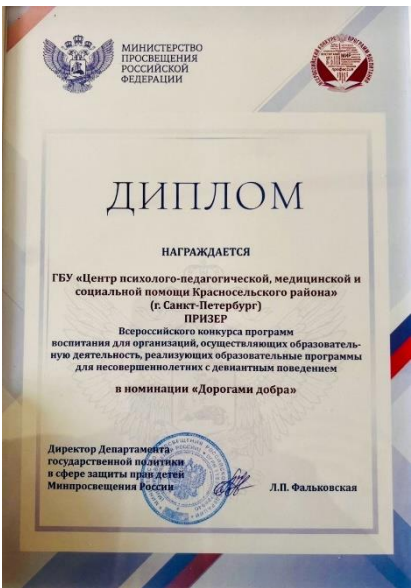 МИНИСТЕРСТВО
ПРОСВЕЩЕНИЯ
РОССИЙСКОЙ
ФЕДЕРАЦИИ
ДИПЛОМ
НАГРАЖДАЕТСЯ
ГБУ «Центр психолого-педагогической, медицинской и
социальной помощи Красносельского района»
(г. Санкт-Петербург)
ПРИЗЕР
Всероссийского конкурса программ
воспитания для организаций, осуществляющих образователь-
ную деятельность, реализующих образовательные программы
для несовершеннолетних с девиантным поведением
в номинации «Дорогами добра»
Директор Департамента
государственной политики
в сфере защиты прав детей
Минпросвещения России
Л.П. Фальковская